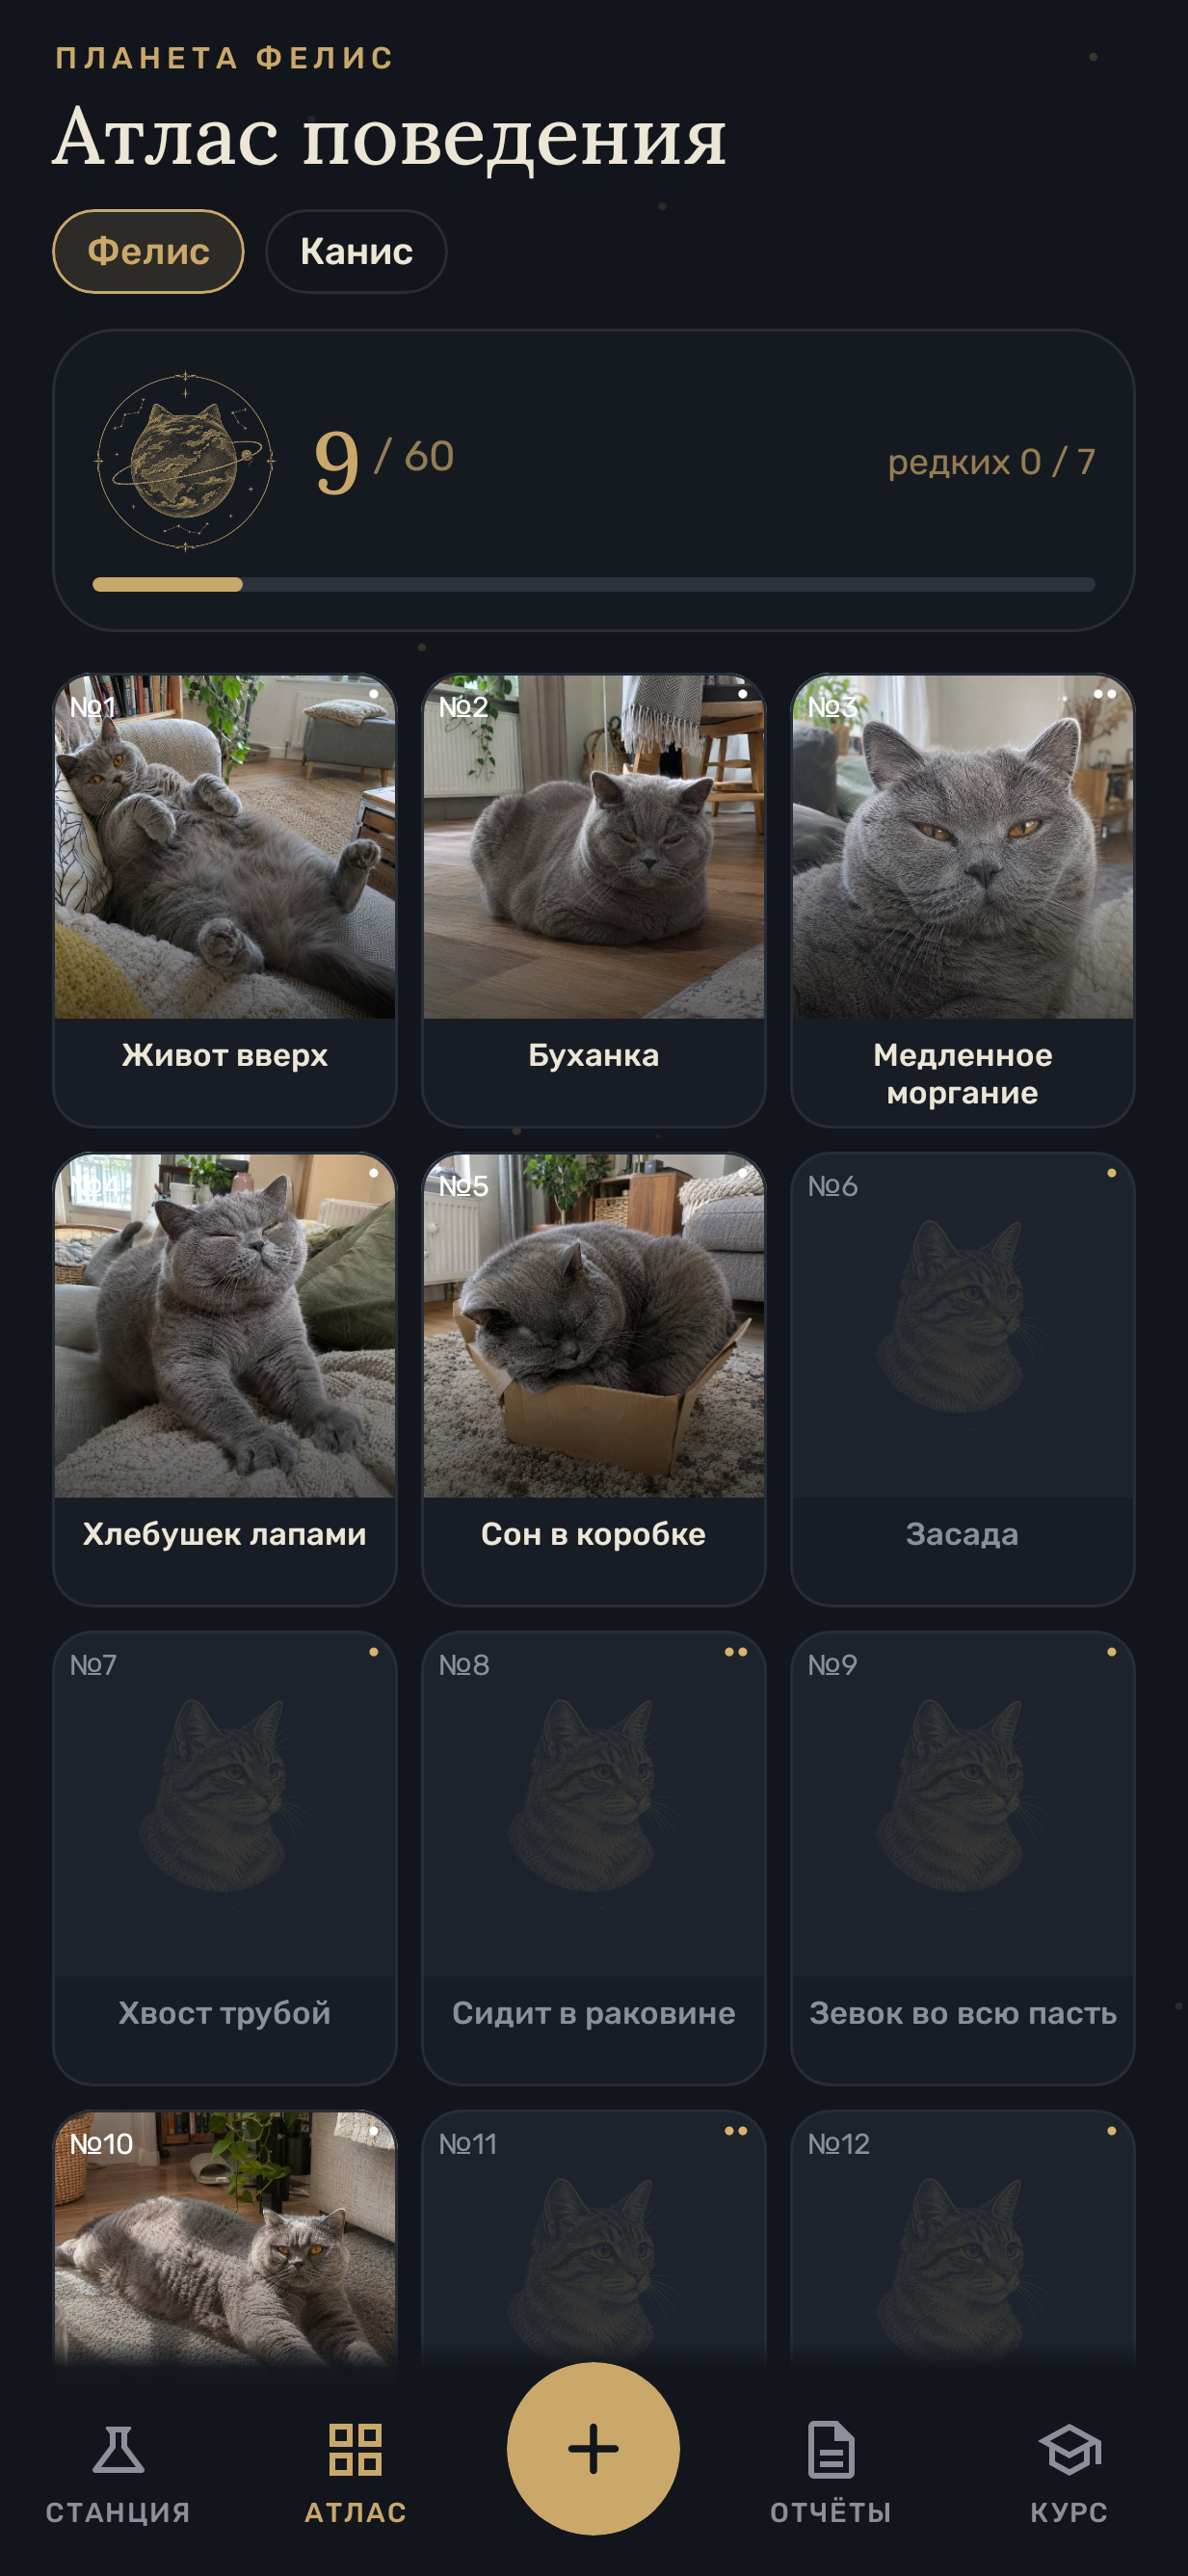 ПЛАНЕТА ФЕЛИС
Атлас поведения
Фелис
Канис
9 / 60
редких 0 / 7
№1
№2
№3
Живот вверх
Буханка
Медленное
моргание
№4
№5
№6
Хлебушек лапами
Сон в коробке
Засада
№7
№8
№9
Хвост трубой
Сидит в раковине
Зевок во всю пасть
№10
№11
№12
СТАНЦИЯ
АТЛАС
ОТЧЁТЫ
КУРС